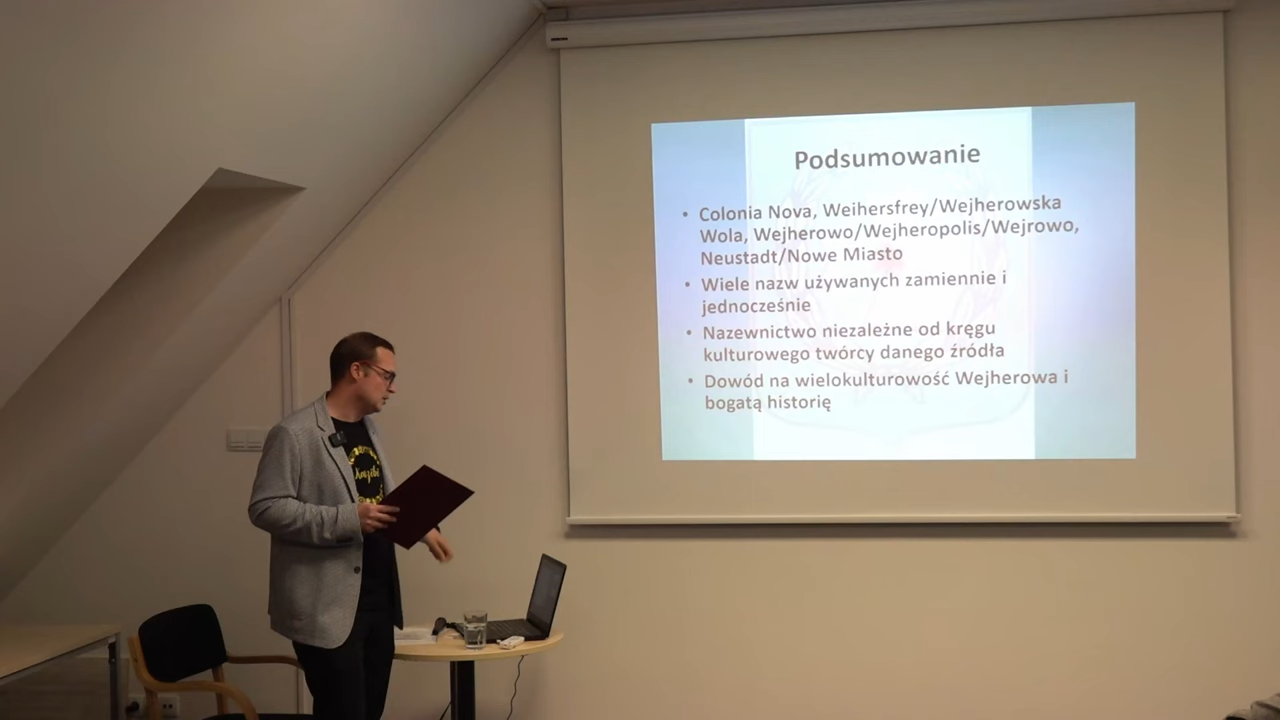 Podsumowanie
• Colonia Nova, Weihersfrey/Wejherowska
Wola, Wejherowo/Wejheropolis/Wejrowo,
Neustadt/Nowe Miasto
• Wiele nazw używanych zamiennie i
jednocześnie
• Nazewnictwo niezależne od kręgu
kulturowego twórcy danego źródła
• Dowód na wielokulturowość Wejherowa i
bogatą historię